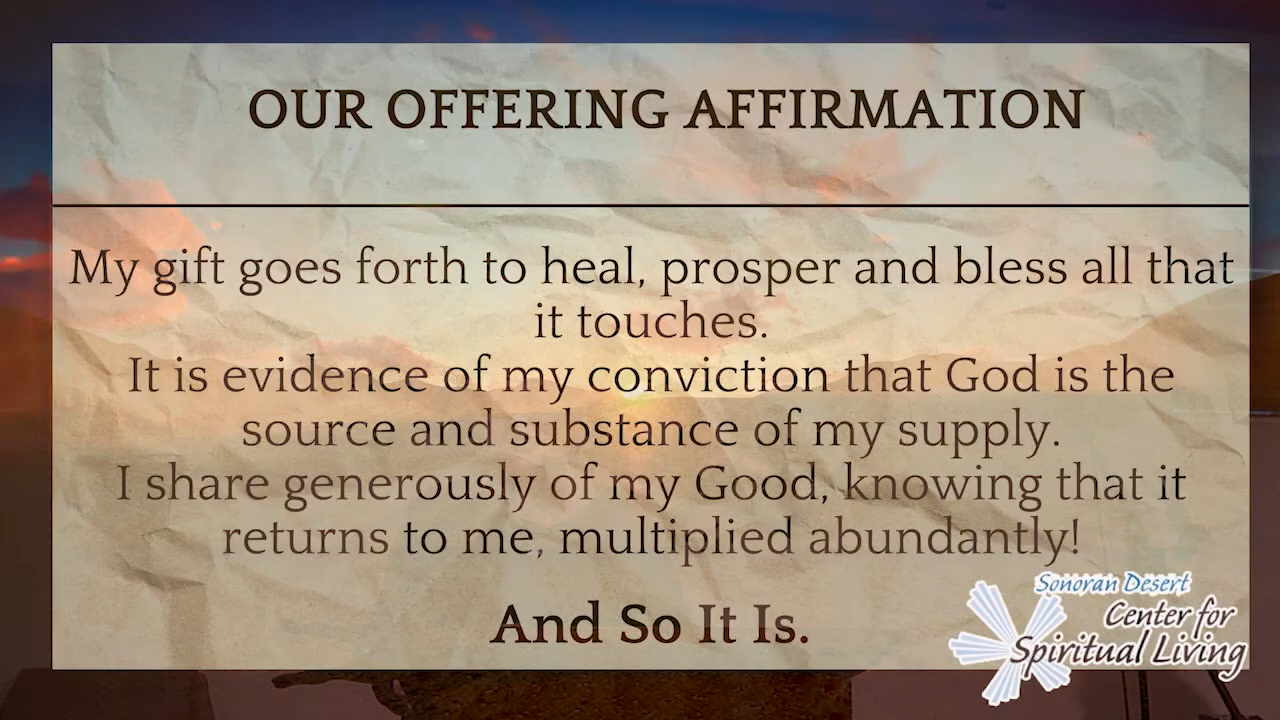 OUR OFFERING AFFIRMATION
My gift goes forth to heal, prosper and bless all that
it touches.
It is evidence of my conviction that God is the
source and substance of my supply.
I share generously of my Good, knowing that it
returns to me, multiplied abundantly!
And So It Is.
Sonoran Desert
Center for
Spiritual Living